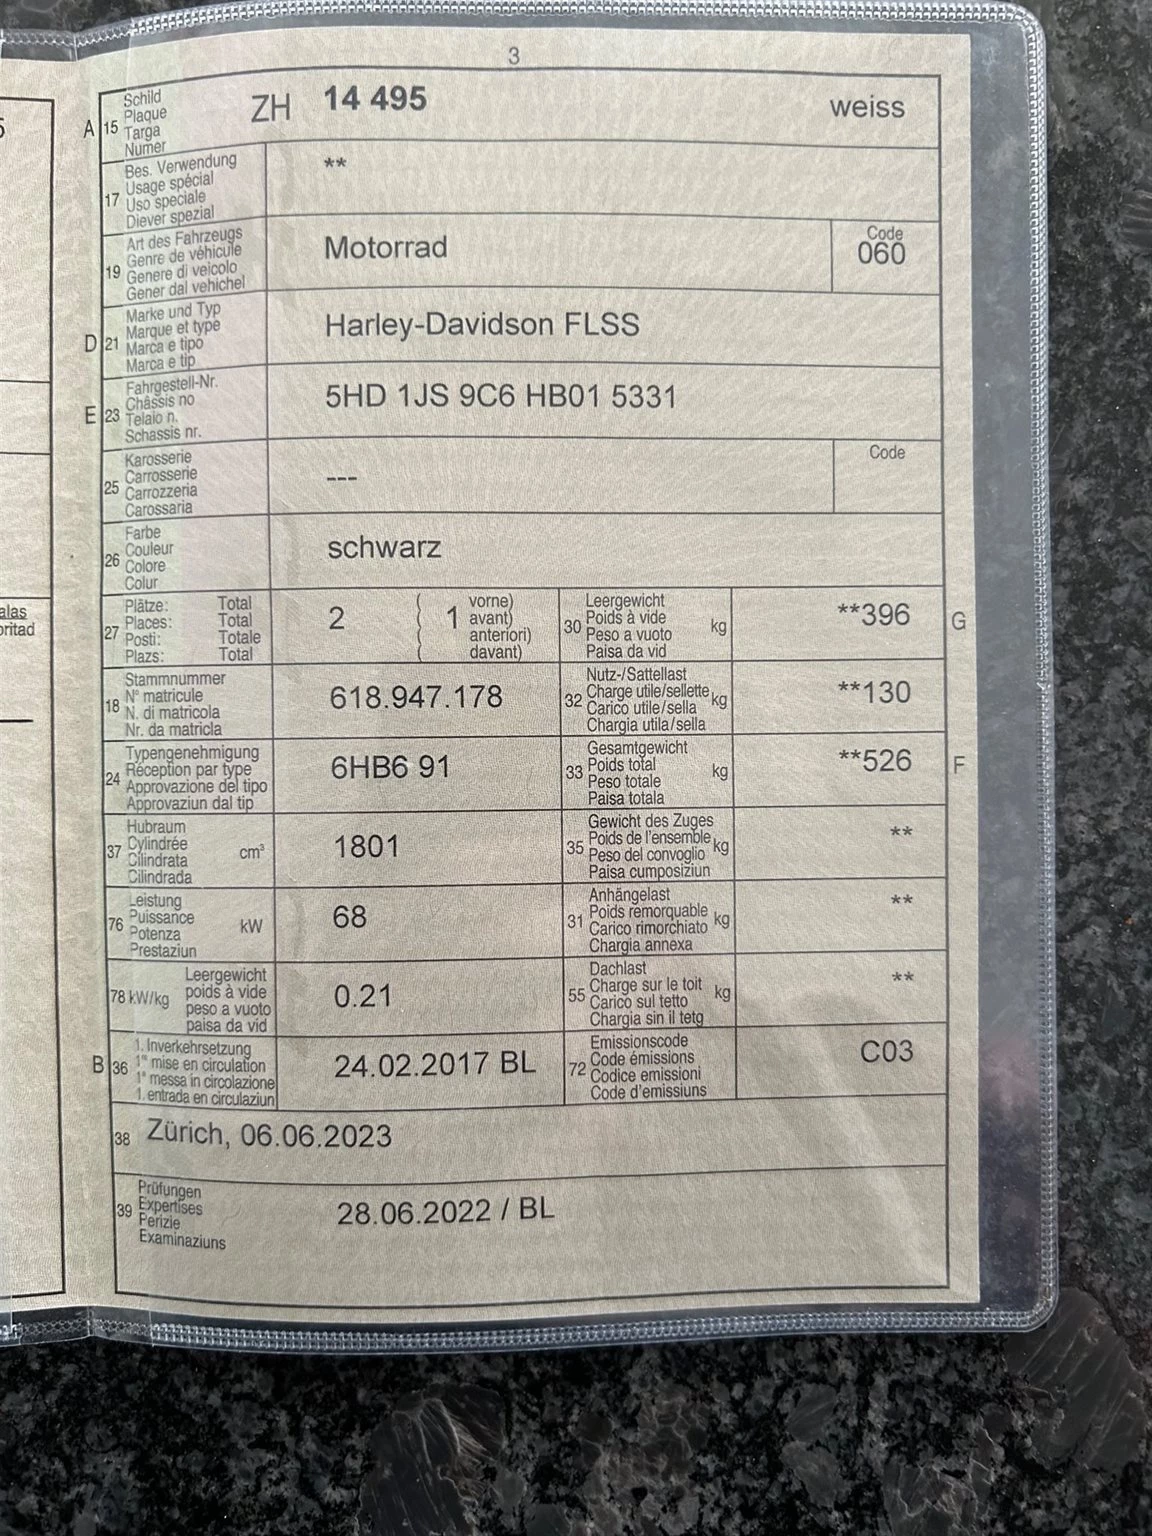 3
A 15 Schild ZH 14 495 weiss
Plaque
Targa
Numer
17 Bes. Verwendung **
Usage spécial
Uso speciale
Diever spezial
19 Art des Fahrzeugs Motorrad Code
Genre de véhicule 060
Genere di veicolo
Gener dal vehichel
D 21 Marke und Typ Harley-Davidson FLSS
Marque et type
Marca e tipo
Marca e tip
E 23 Fahrgestell-Nr. 5HD 1JS 9C6 HB01 5331
Châssis no
Telaio n.
Schassis nr.
25 Karosserie --- Code
Carrosserie
Carrozzeria
Carossaria
26 Farbe schwarz
Couleur
Colore
Colur
27 Plätze: Total 2 ( 1 vorne)
Places: Total ( avant)
Posti: Totale ( anteriori)
Plazs: Total ( davant)
30 Leergewicht **396 G
Poids à vide
Peso a vuoto kg
Paisa da vid
18 Stammnummer 618.947.178
N° matricule
N. di matricola
Nr. da matricla
32 Nutz-/Sattellast **130
Charge utile/sellette kg
Carico utile/sella
Chargia utila/sella
24 Typengenehmigung 6HB6 91
Réception par type
Approvazione del tipo
Approvaziun dal tip
33 Gesamtgewicht **526 F
Poids total kg
Peso totale
Paisa totala
37 Hubraum 1801
Cylindrée
Cilindrata cm³
Cilindrada
35 Gewicht des Zuges **
Poids de l'ensemble kg
Peso del convoglio
Paisa cumposiziun
76 Leistung 68
Puissance
Potenza kW
Prestaziun
31 Anhängelast **
Poids remorquable kg
Carico rimorchiato
Chargia annexa
78 kW/kg Leergewicht 0.21
poids à vide
peso a vuoto
paisa da vid
55 Dachlast **
Charge sur le toit kg
Carico sul tetto
Chargia sin il tetg
B 36 1. Inverkehrsetzung 24.02.2017 BL
1re mise en circulation
1a messa in circolazione
1. entrada en circulaziun
72 Emissionscode C03
Code émissions
Codice emissioni
Code d'emissiuns
38 Zürich, 06.06.2023
39 Prüfungen 28.06.2022 / BL
Expertises
Perizie
Examinaziuns